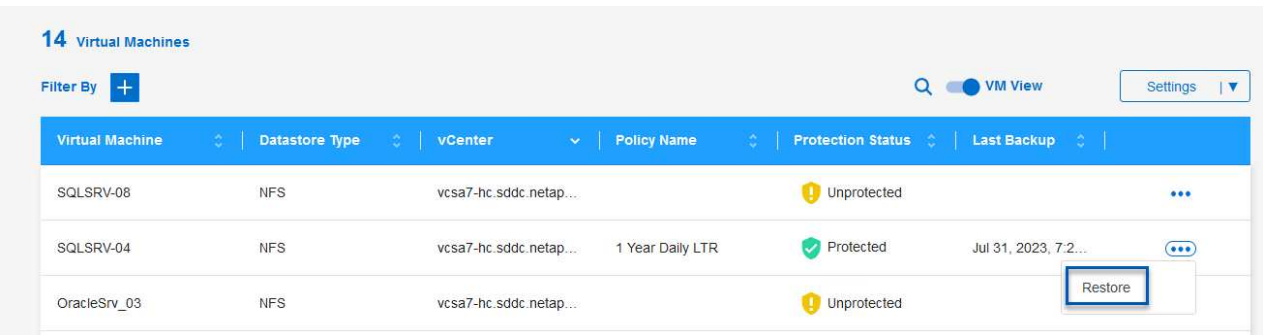 14 Virtual Machines
Filter By +
VM View
Settings | ▼
Virtual Machine Datastore Type vCenter Policy Name Protection Status Last Backup
SQLSRV-08 NFS vcsa7-hc.sddc.netap... Unprotected ...
SQLSRV-04 NFS vcsa7-hc.sddc.netap... 1 Year Daily LTR Protected Jul 31, 2023, 7:2... ...
Restore
OracleSrv_03 NFS vcsa7-hc.sddc.netap... Unprotected